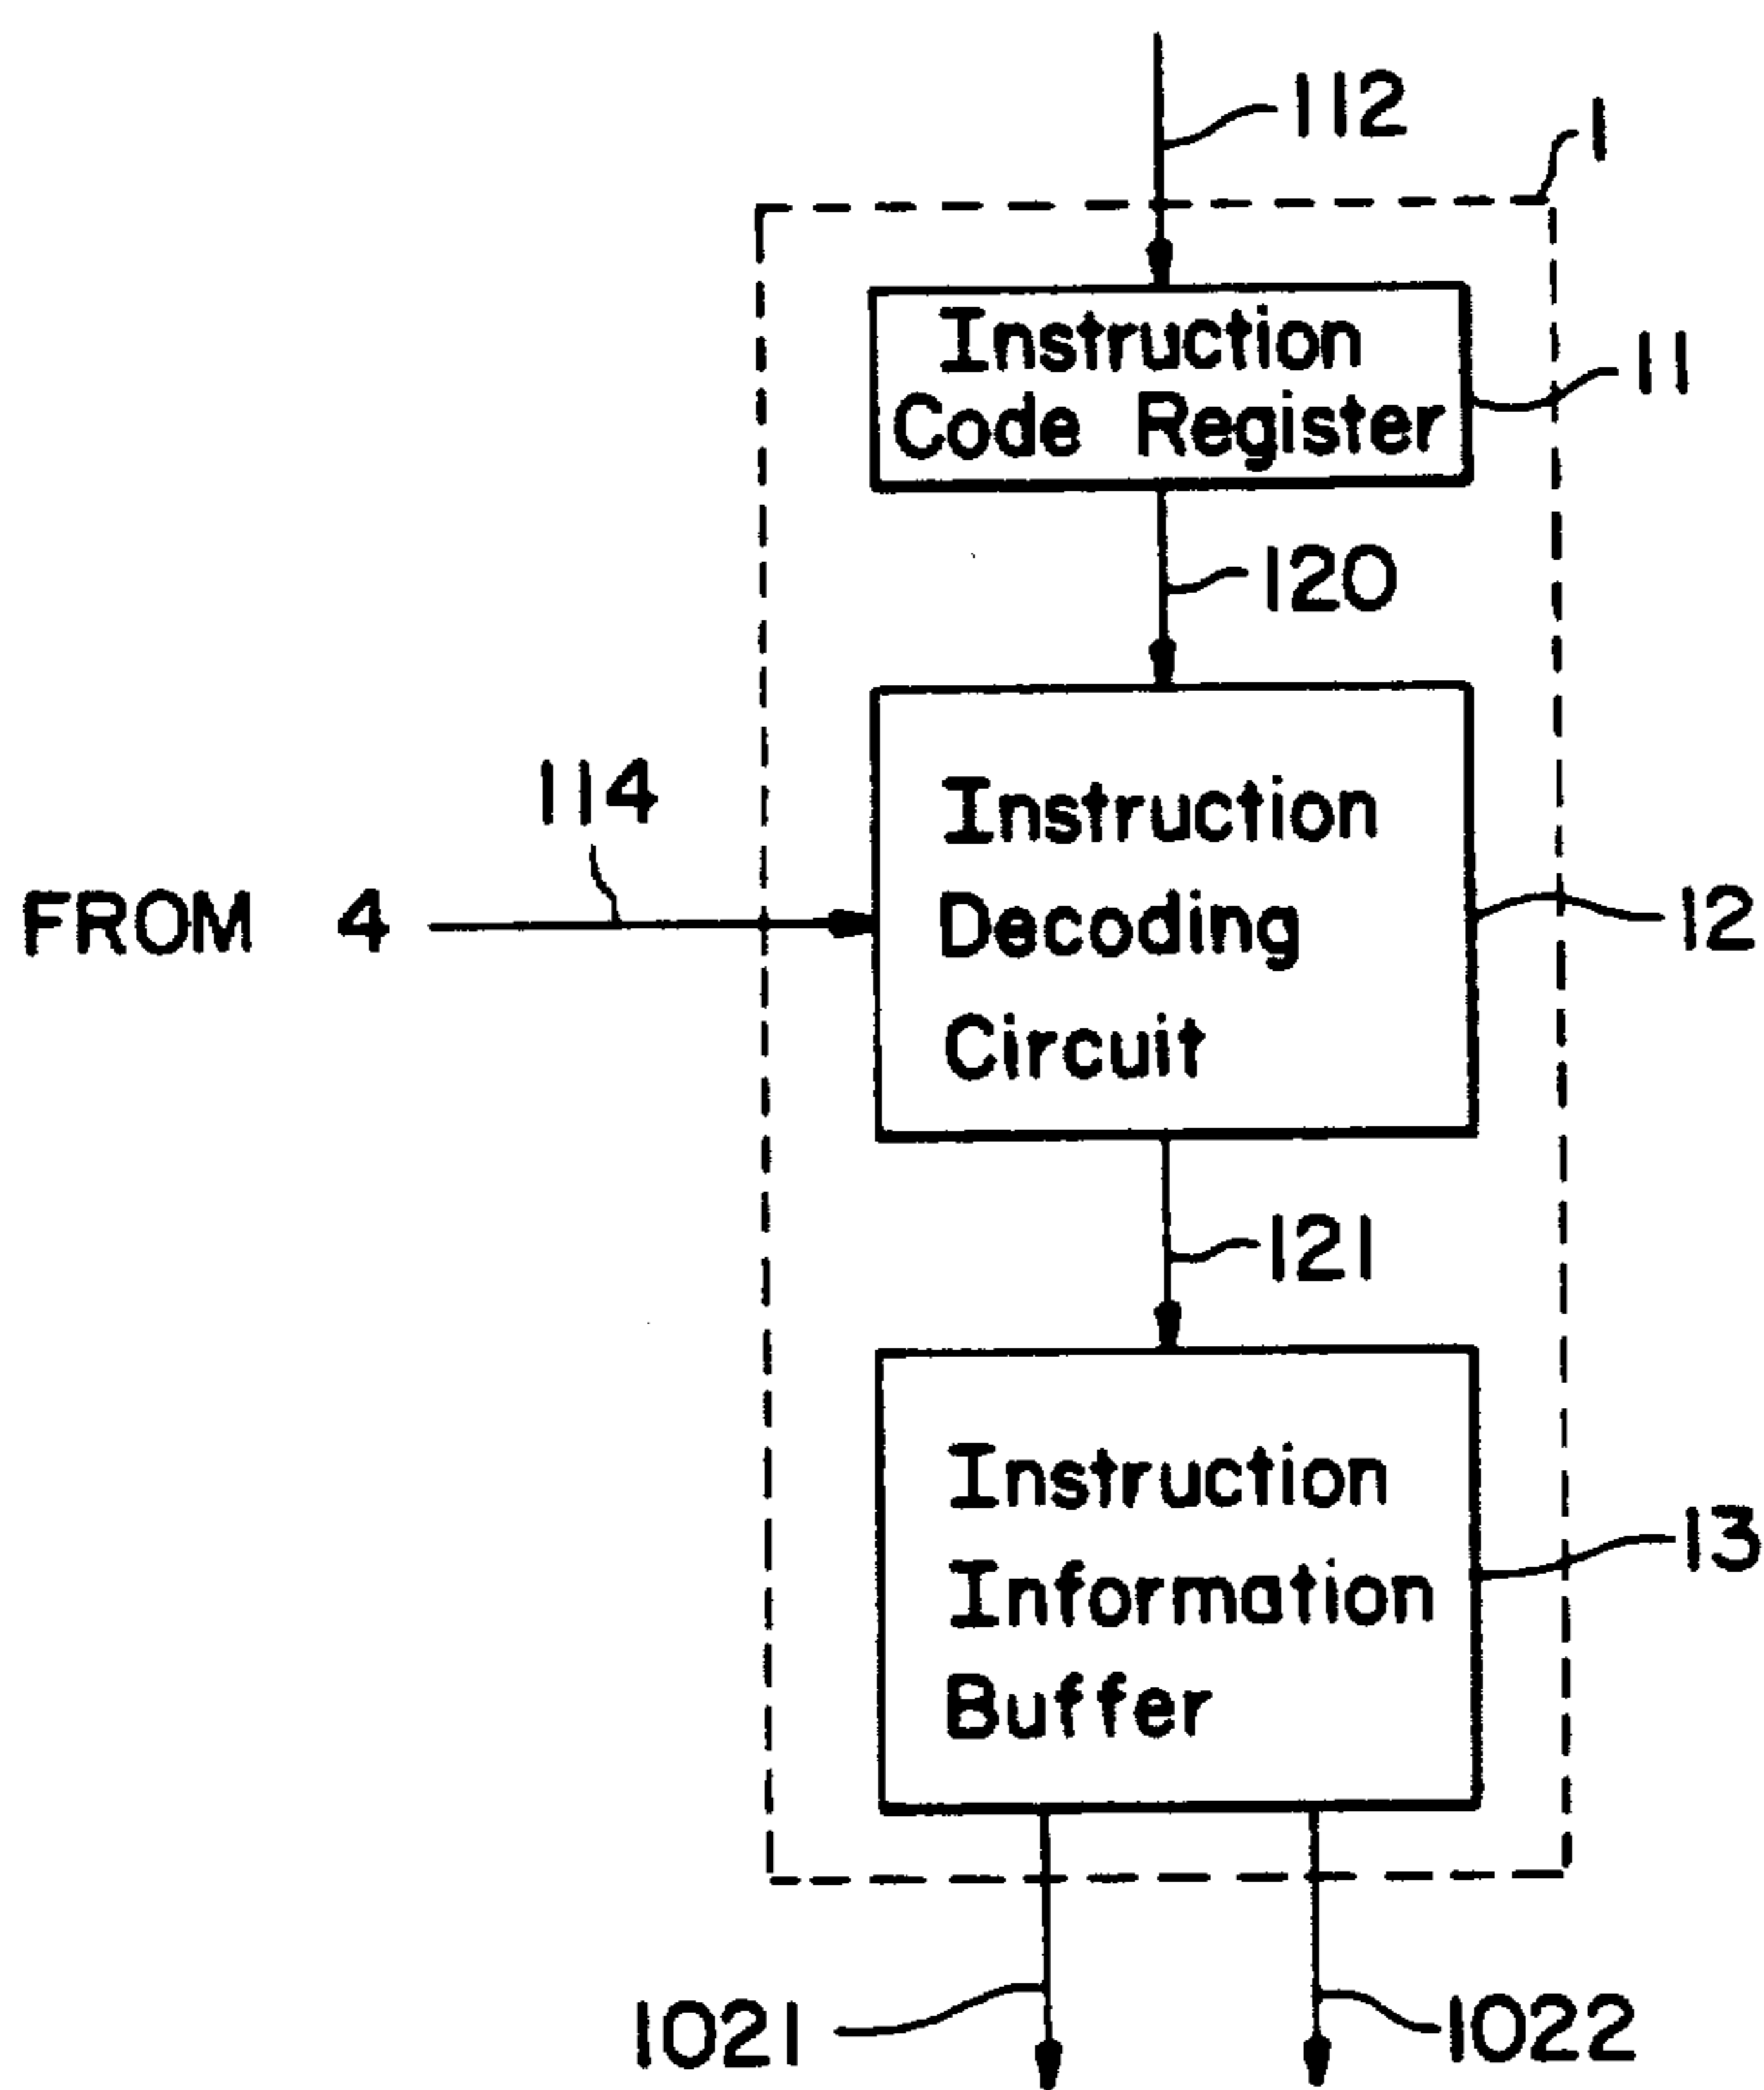 112
1
Instruction
Code Register
11
120
114
FROM 4
Instruction
Decoding
Circuit
12
121
Instruction
Information
Buffer
13
1021
1022